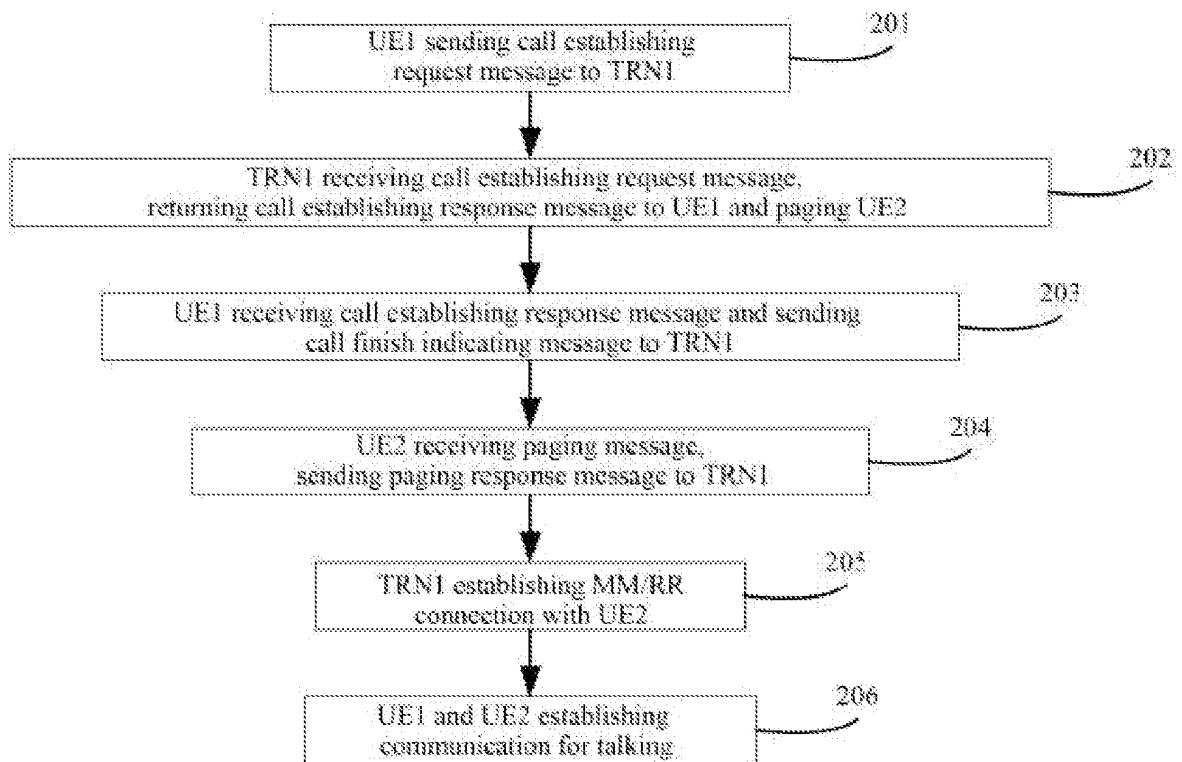 201
UE1 sending call establishing
request message to TRN1
202
TRN1 receiving call establishing request message,
returning call establishing response message to UE1 and paging UE2
203
UE1 receiving call establishing response message and sending
call finish indicating message to TRN1
204
UE2 receiving paging message,
sending paging response message to TRN1
205
TRN1 establishing MM/RR
connection with UE2
206
UE1 and UE2 establishing
communication for talking